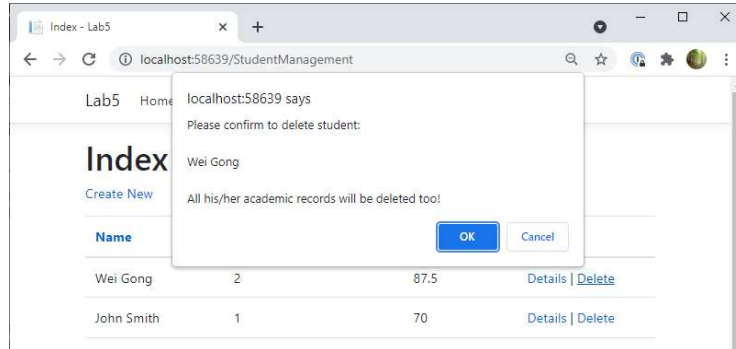 Index - Lab5
localhost:58639/StudentManagement
Lab5 Home
localhost:58639 says
Please confirm to delete student:
Wei Gong
All his/her academic records will be deleted too!
OK Cancel
Index
Create New
Name
Wei Gong 2 87.5 Details | Delete
John Smith 1 70 Details | Delete